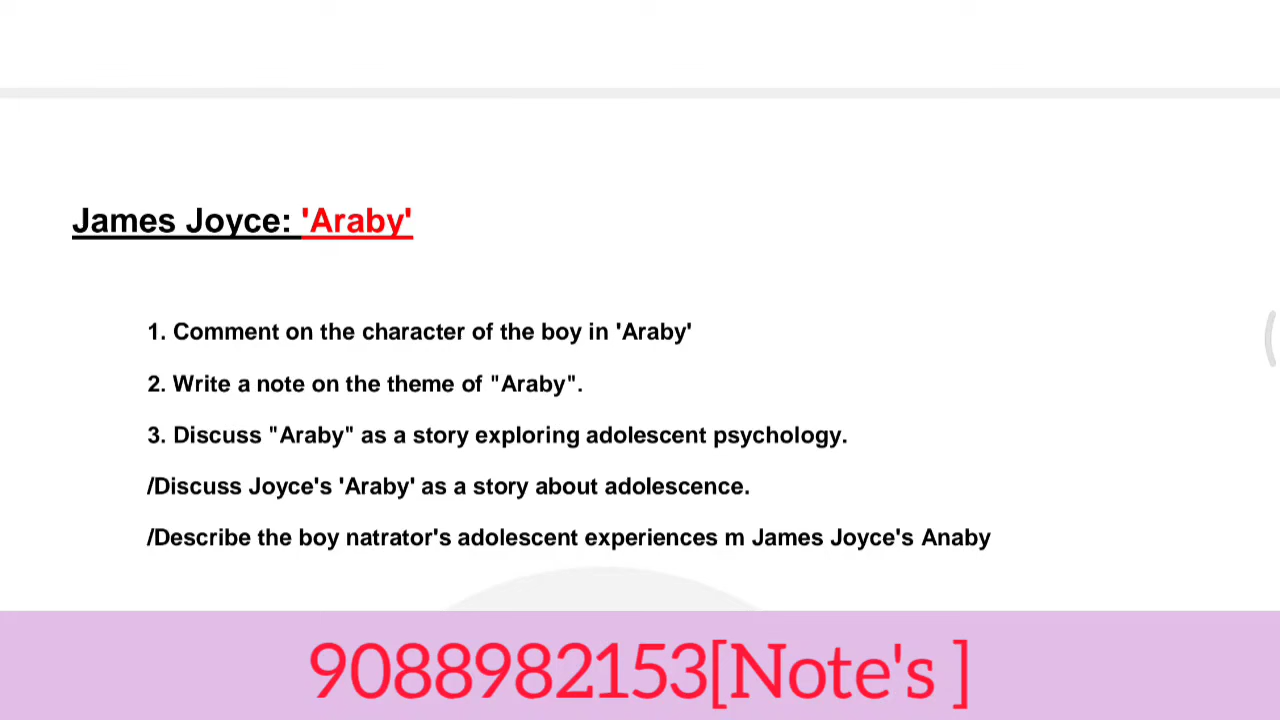 James Joyce: 'Araby'
1. Comment on the character of the boy in 'Araby'
2. Write a note on the theme of "Araby".
3. Discuss "Araby" as a story exploring adolescent psychology.
/Discuss Joyce's 'Araby' as a story about adolescence.
/Describe the boy natrator's adolescent experiences m James Joyce's Anaby
9088982153[Note's ]